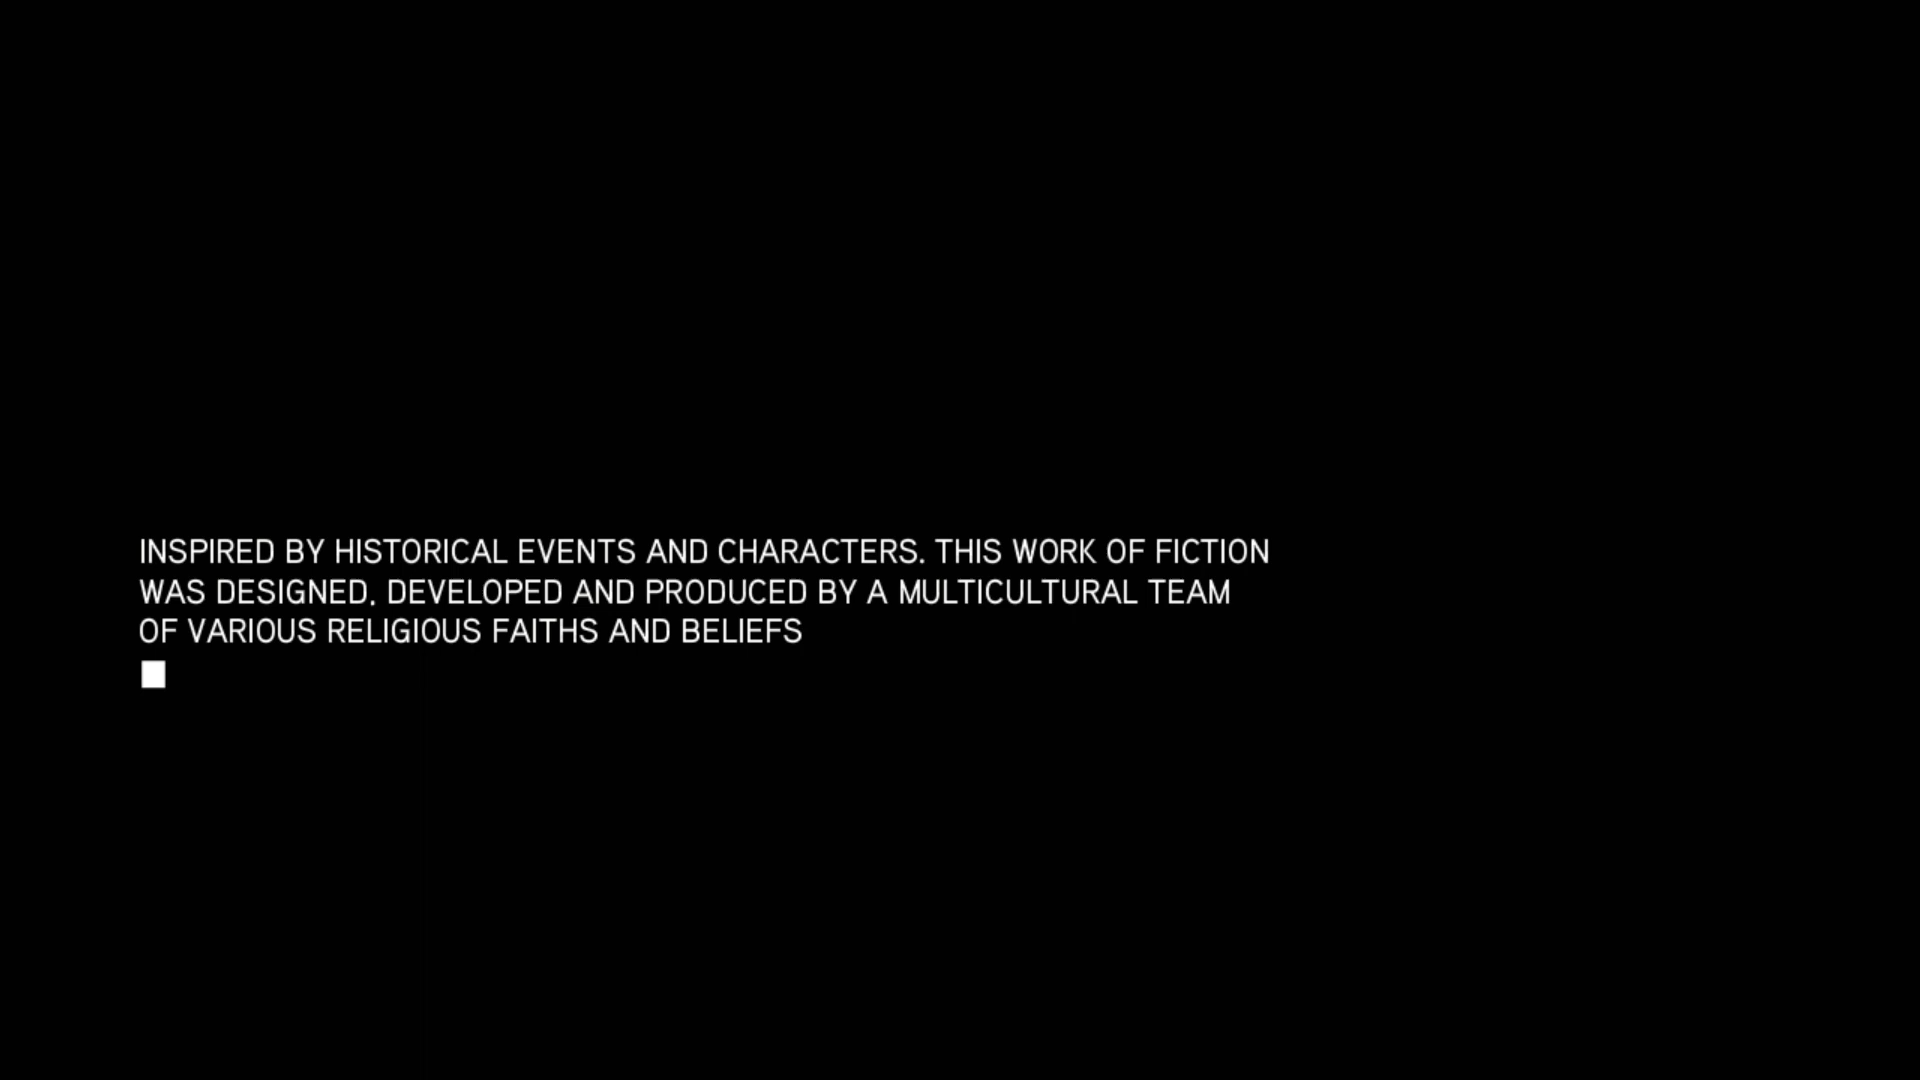 INSPIRED BY HISTORICAL EVENTS AND CHARACTERS. THIS WORK OF FICTION
WAS DESIGNED, DEVELOPED AND PRODUCED BY A MULTICULTURAL TEAM
OF VARIOUS RELIGIOUS FAITHS AND BELIEFS